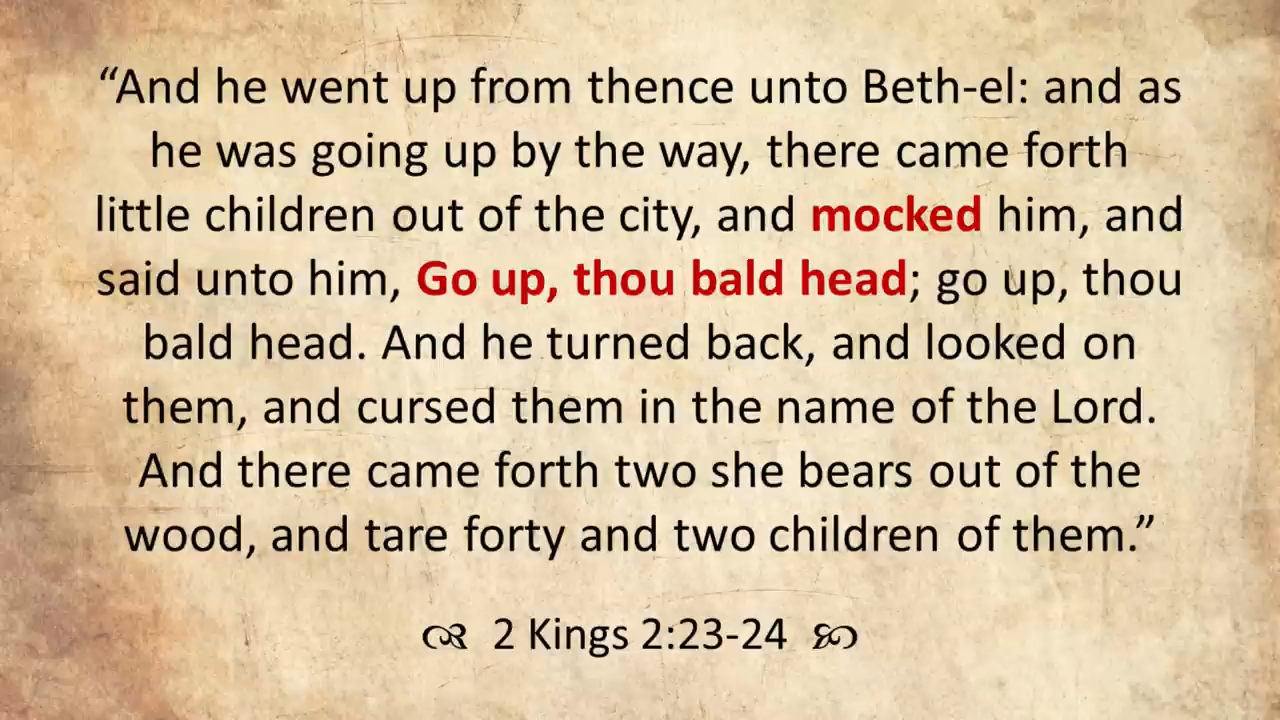 “And he went up from thence unto Beth-el: and as
he was going up by the way, there came forth
little children out of the city, and mocked him, and
said unto him, Go up, thou bald head; go up, thou
bald head. And he turned back, and looked on
them, and cursed them in the name of the Lord.
And there came forth two she bears out of the
wood, and tare forty and two children of them.”
2 Kings 2:23-24